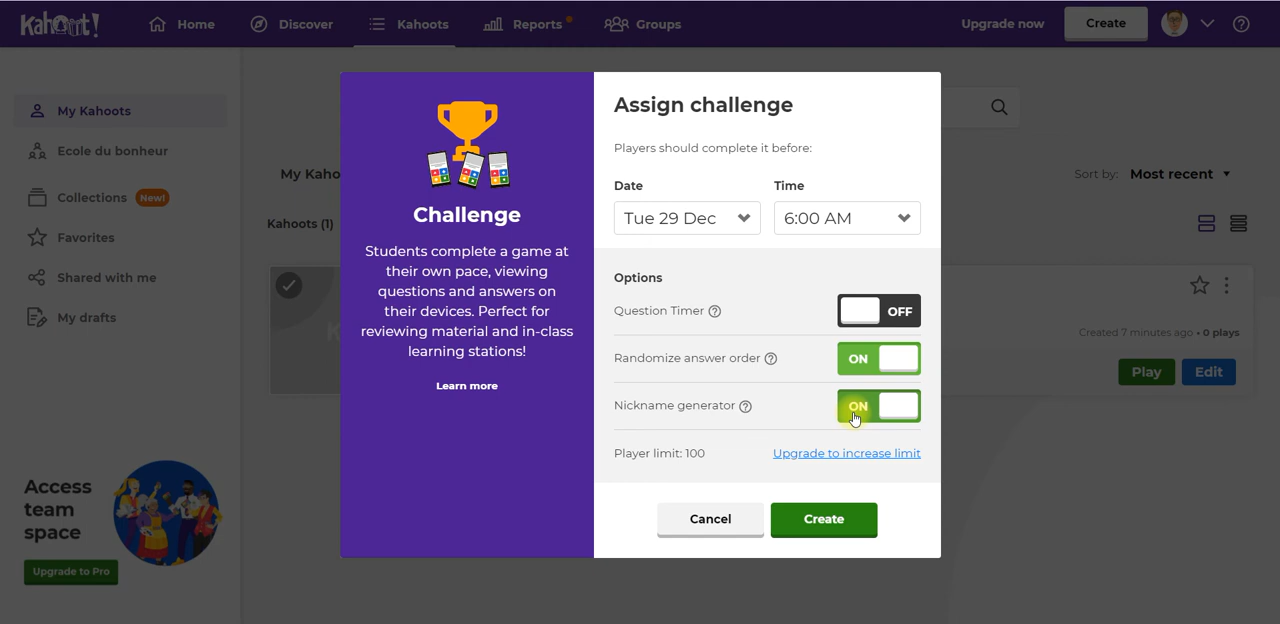 Kahoot!
Home
Discover
Kahoots
Reports
Groups
Upgrade now
Create
My Kahoots
Ecole du bonheur
Collections New!
Favorites
Shared with me
My drafts
Access
team
space
Upgrade to Pro
My Kaho
Kahoots (1)
Sort by: Most recent
Created 7 minutes ago • 0 plays
Play
Edit
Challenge
Students complete a game at
their own pace, viewing
questions and answers on
their devices. Perfect for
reviewing material and in-class
learning stations!
Learn more
Assign challenge
Players should complete it before:
Date
Time
Tue 29 Dec
6:00 AM
Options
Question Timer
OFF
Randomize answer order
ON
Nickname generator
ON
Player limit: 100
Upgrade to increase limit
Cancel
Create